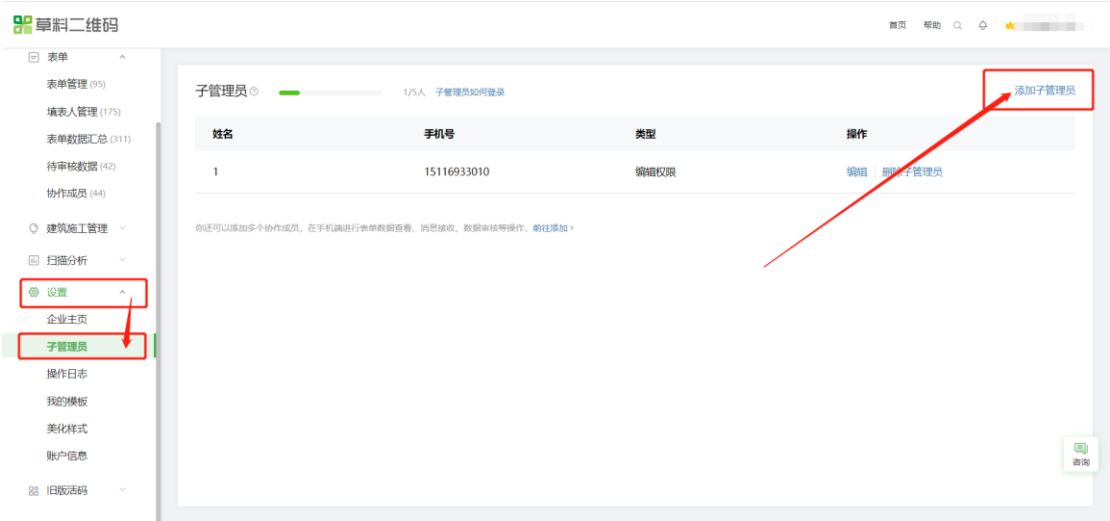 草料二维码
首页 帮助
表单
表单管理 (95)
填表人管理 (175)
表单数据汇总 (311)
待审核数据 (42)
协作成员 (44)
建筑施工管理
扫描分析
设置
企业主页
子管理员
操作日志
我的模板
美化样式
账户信息
旧版活码
子管理员 1/5人 子管理员如何登录 添加子管理员
姓名 手机号 类型 操作
1 15116933010 编辑权限 编辑 删除子管理员
你还可以添加多个协作成员，在手机端进行表单数据查看、消息接收、数据审核等操作，前往添加 >
咨询